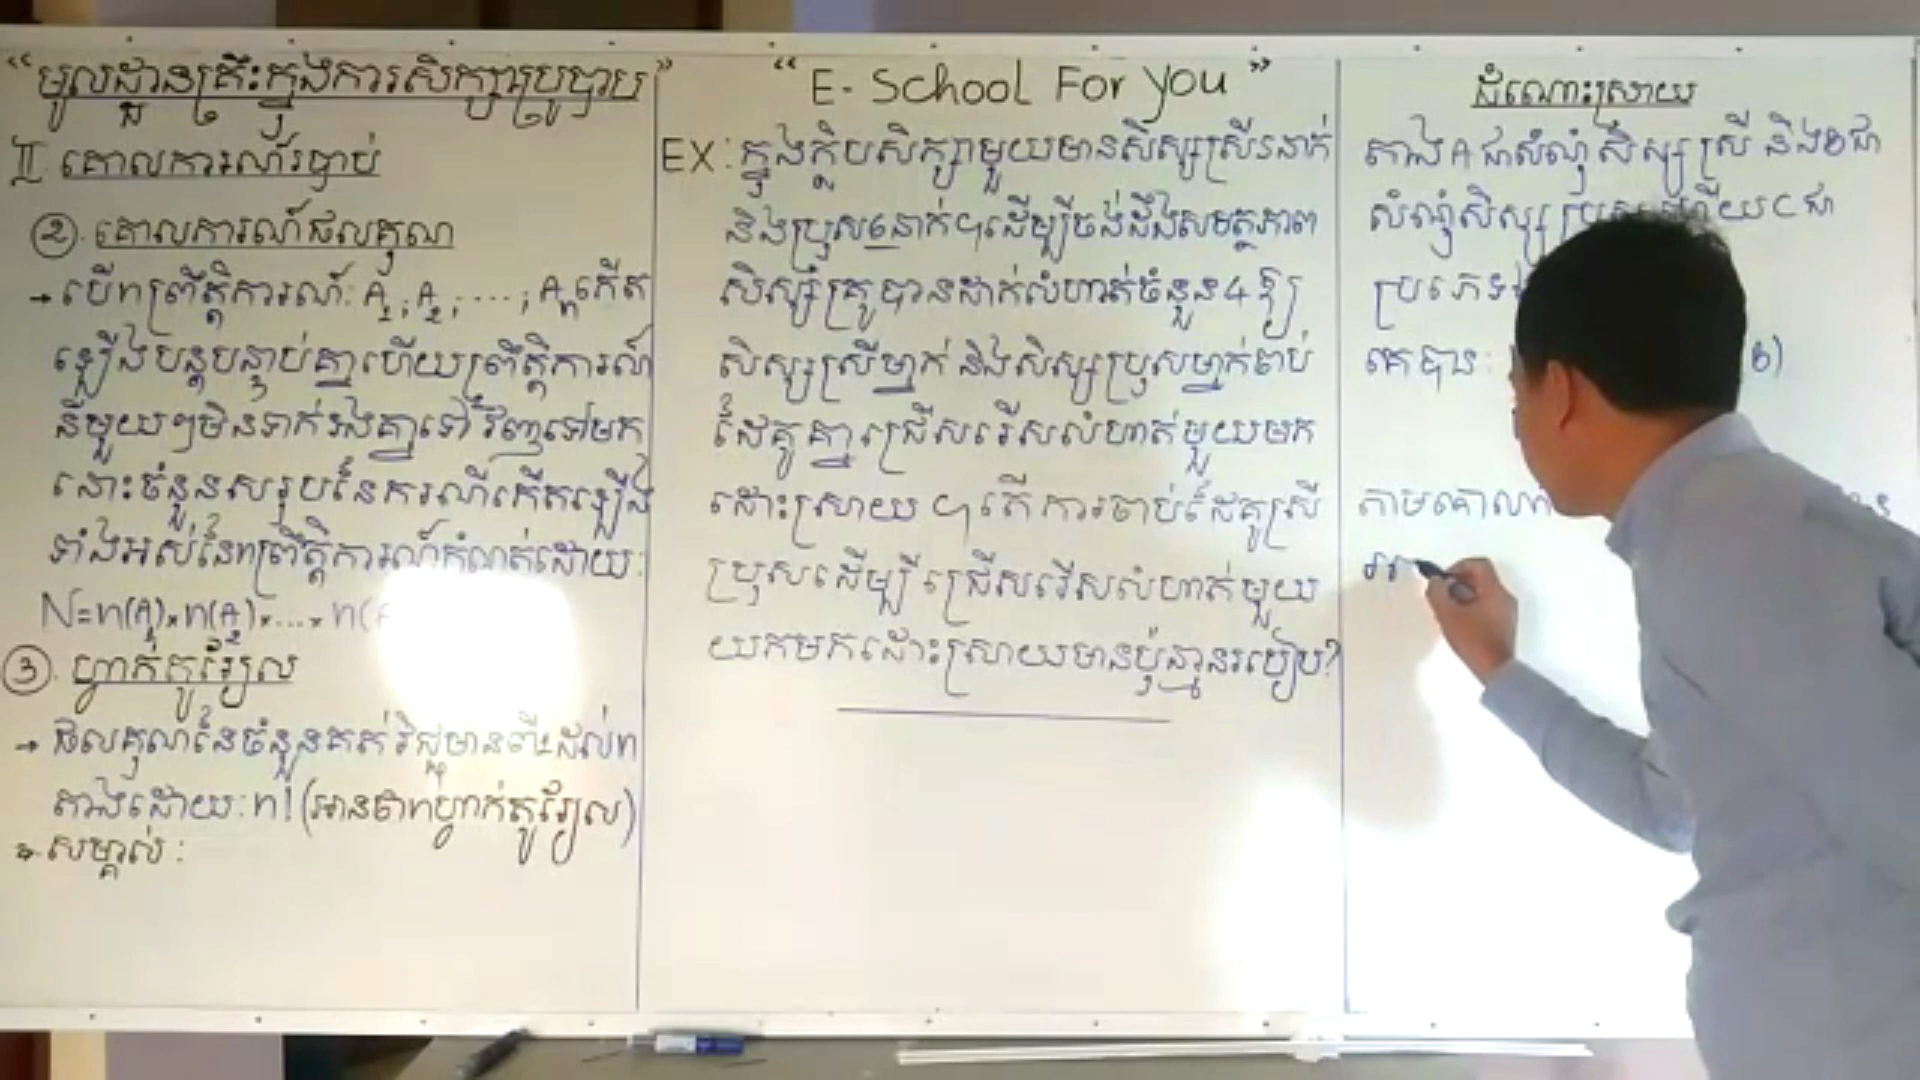 “មូលដ្ឋានគ្រឹះក្នុងការសិក្សាប្រូបាប”
II. គោលការណ៍រាប់
②. គោលការណ៍ផលគុណ
→ បើ n ព្រឹត្តិការណ៍: A₁, A₂, ...., Aₙ កើត
ឡើងបន្តបន្ទាប់គ្នាហើយព្រឹត្តិការណ៍
នីមួយៗមិនទាក់ទងគ្នាទៅវិញទៅមក
នោះចំនួនសរុបនៃករណីកើតឡើង
ទាំងអស់នៃ n ព្រឹត្តិការណ៍កំណត់ដោយ:
N=n(A₁)×n(A₂)×...×n(A
③. ហ្វាក់តូរ៉ែល
→ ផលគុណនៃចំនួនគត់វិជ្ជមានពី 1 ដល់ n
តាងដោយ: n! (អានថា n ហ្វាក់តូរ៉ែល)
សម្គាល់:
“E- School For You”
EX: ក្នុងក្លិបសិក្សាមួយមានសិស្សស្រី នាក់
និងប្រុស នាក់។ ដើម្បីចង់ដឹងសមត្ថភាព
សិស្សគ្រូបានដាក់លំហាត់ចំនួន 4 ឱ្យ
សិស្សស្រីម្នាក់ និងសិស្សប្រុសម្នាក់ចាប់
ដៃគូគ្នាជ្រើសរើសលំហាត់មួយមក
ដោះស្រាយ។ តើការចាប់ដៃគូស្រី
ប្រុសដើម្បីជ្រើសរើសលំហាត់មួយ
យកមកដោះស្រាយមានប៉ុន្មានរបៀប?
ដំណោះស្រាយ
តាង A ជាសំណុំសិស្សស្រី និង B ជា
សំណុំសិស្សប្រុស ហើយ C ជា
ប្រភេទ
គេបាន: B)
តាមគោល